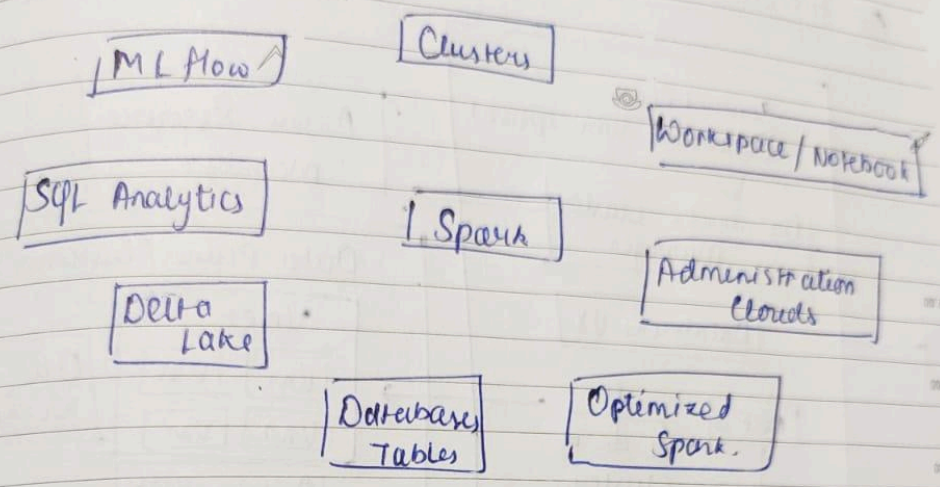 ML flow
Clusters
Workspace / Notebook
SQL Analytics
Spark
Administration
Clouds
Delta
Lake
Databases
Tables
Optimized
Spark.